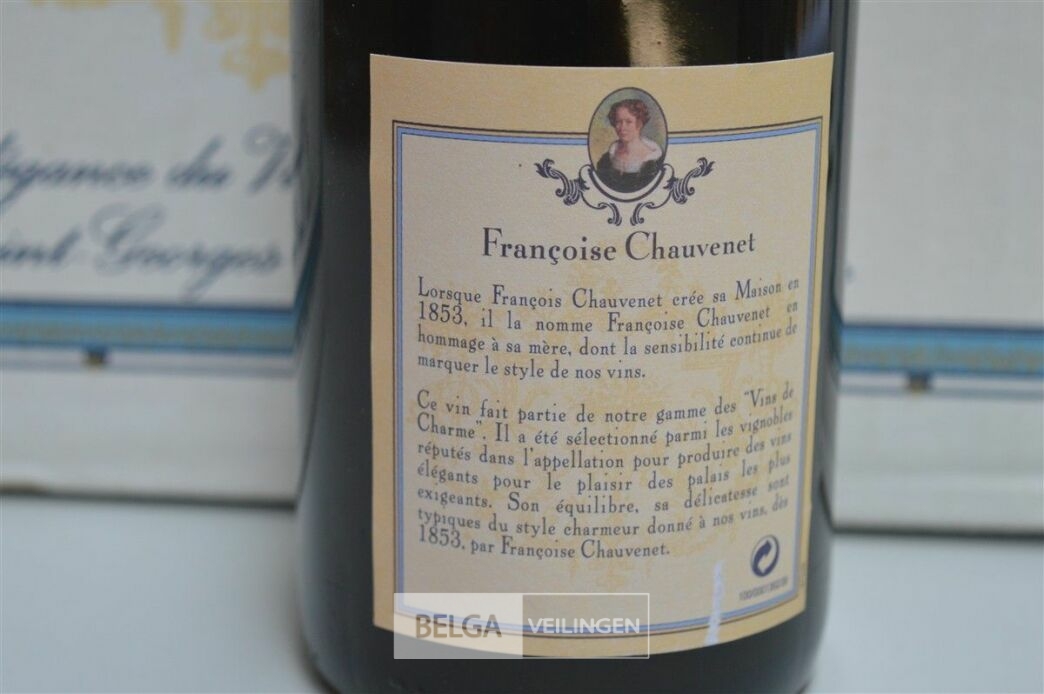 du
Georges
Françoise Chauvenet
Lorsque François Chauvenet crée sa Maison en
1853, il la nomme Françoise Chauvenet en
hommage à sa mère, dont la sensibilité continue de
marquer le style de nos vins.
Ce vin fait partie de notre gamme des "Vins de
Charme". Il a été sélectionné parmi les vignobles
réputés dans l'appellation pour produire des vins
élégants pour le plaisir des palais les plus
exigeants. Son équilibre, sa délicatesse sont
typiques du style charmeur donné à nos vins, dès
1853, par Françoise Chauvenet.
BELGA VEILINGEN